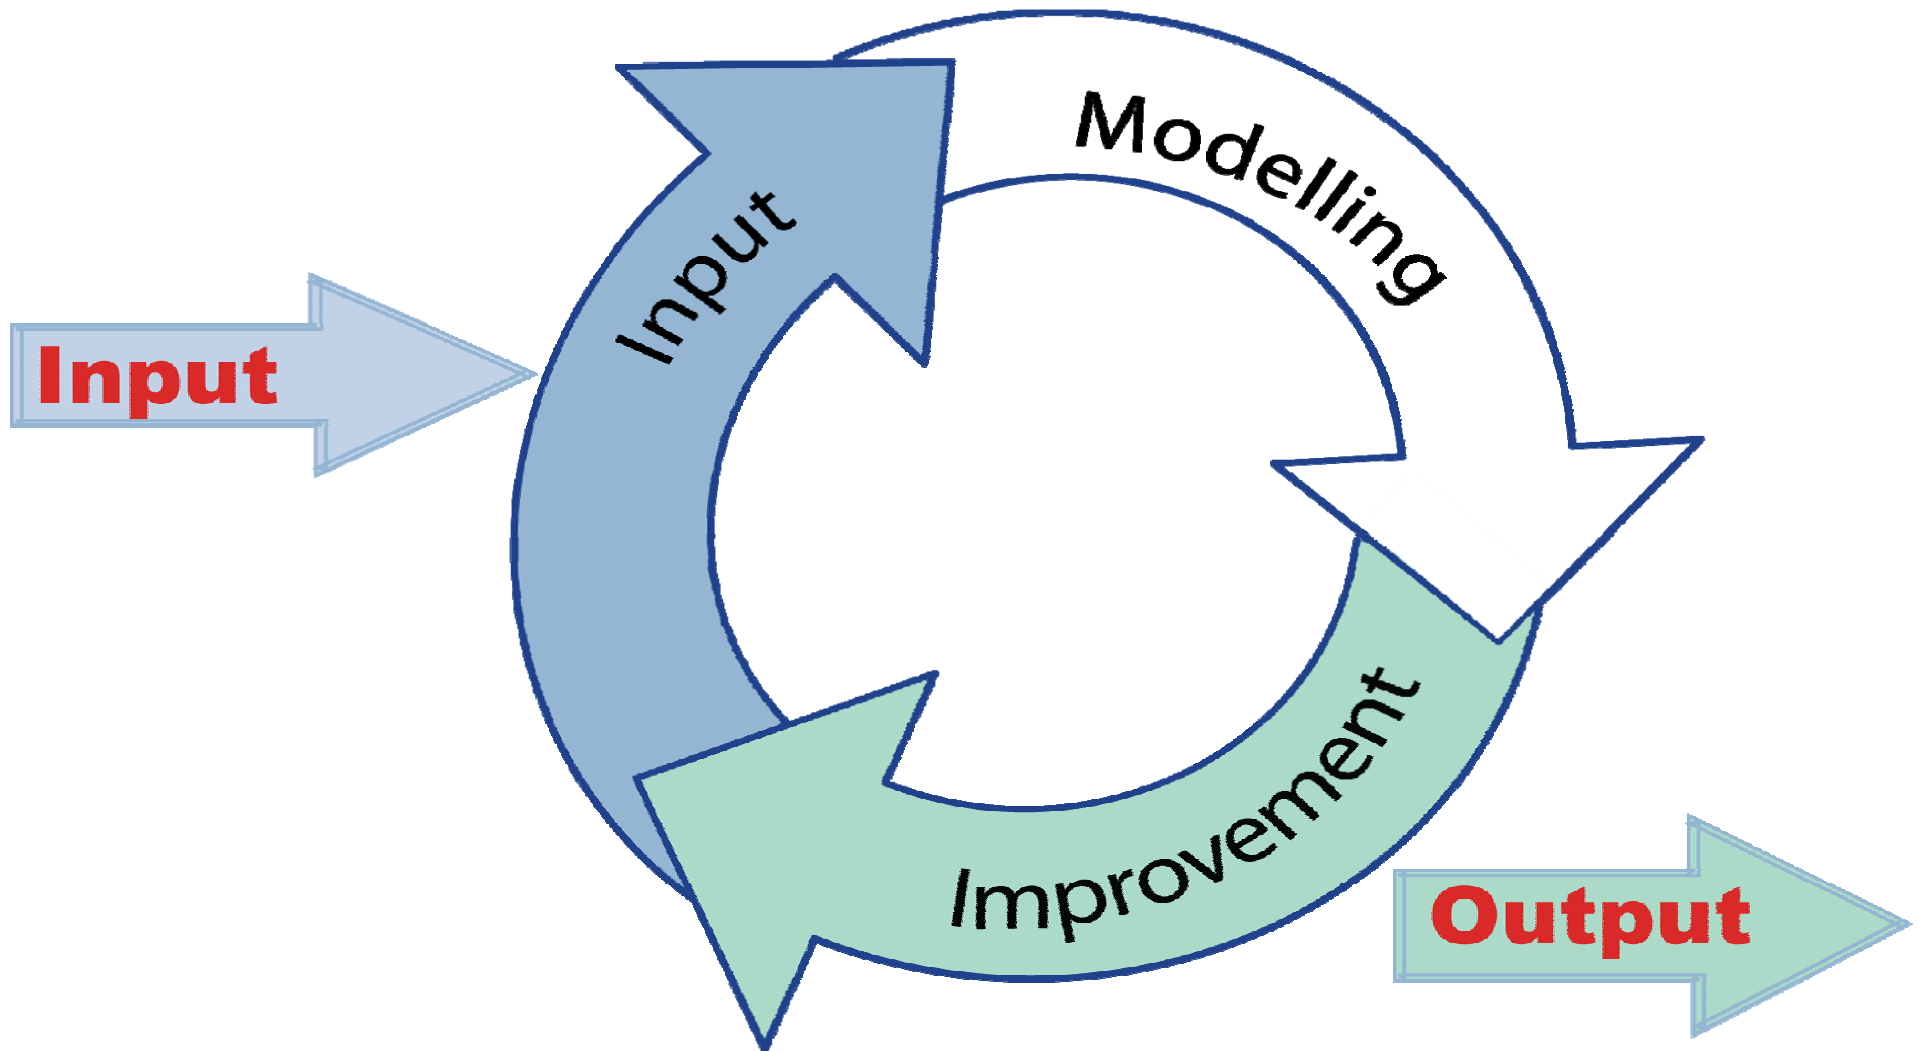 Input
Input
Modelling
Improvement
Output